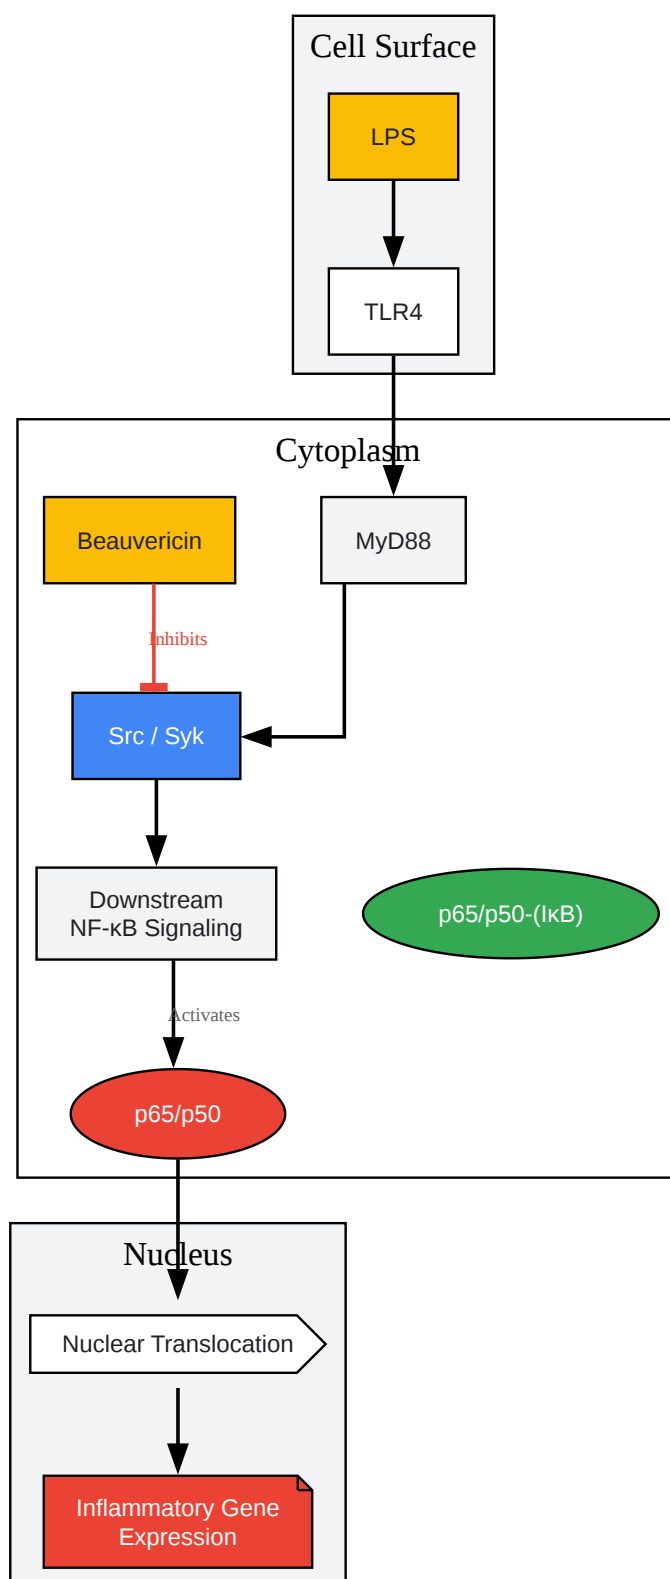 Cell Surface
LPS
TLR4
Cytoplasm
Beauvericin
MyD88
Inhibits
Src / Syk
Downstream
NF-κB Signaling
p65/p50-(IκB)
Activates
p65/p50
Nucleus
Nuclear Translocation
Inflammatory Gene
Expression